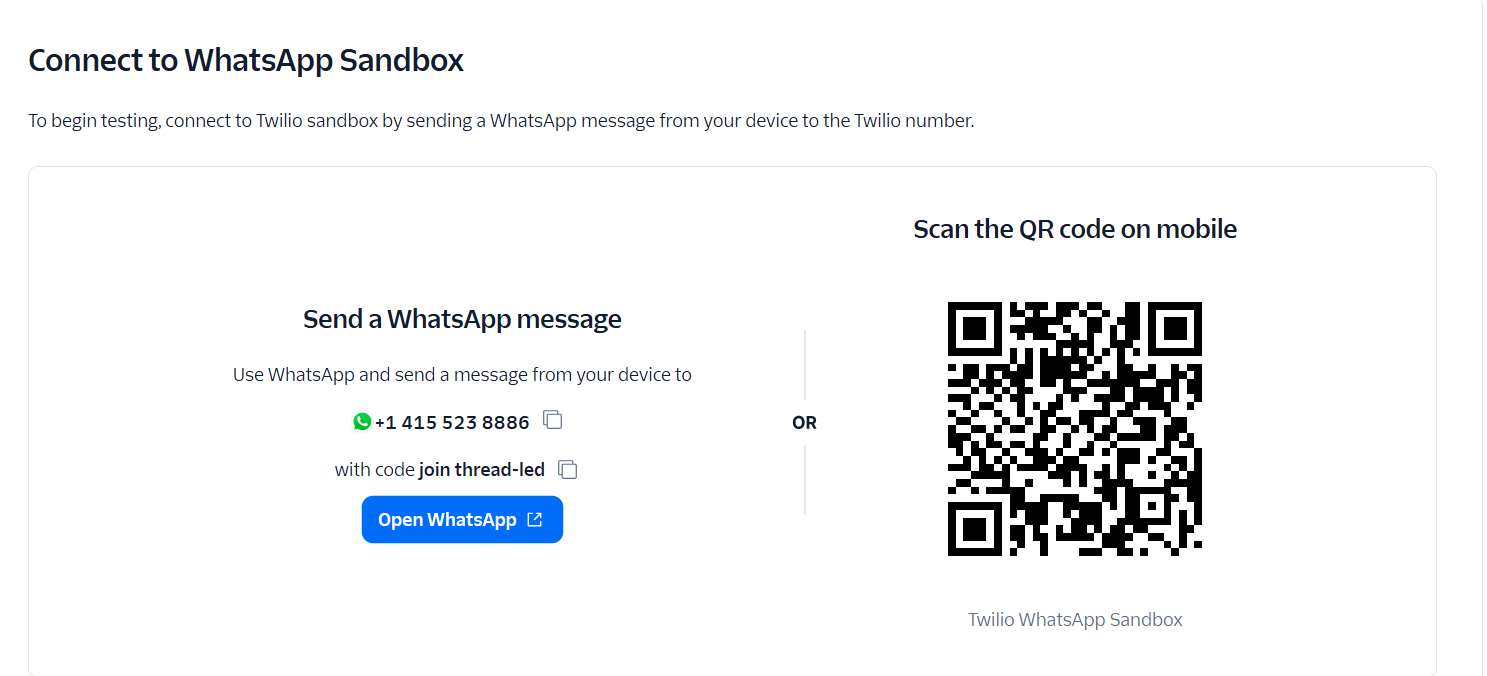 Connect to WhatsApp Sandbox
To begin testing, connect to Twilio sandbox by sending a WhatsApp message from your device to the Twilio number.
Send a WhatsApp message
Use WhatsApp and send a message from your device to
+1 415 523 8886
with code join thread-led
Open WhatsApp
OR
Scan the QR code on mobile
Twilio WhatsApp Sandbox